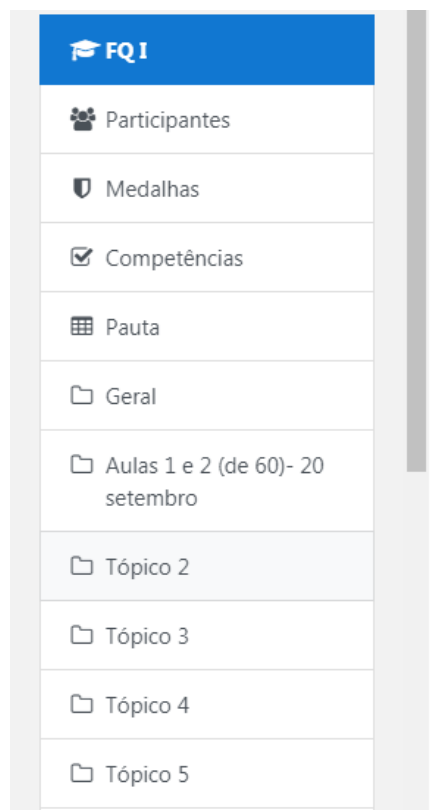 FQ I
Participantes
Medalhas
Competências
Pauta
Geral
Aulas 1 e 2 (de 60)- 20
setembro
Tópico 2
Tópico 3
Tópico 4
Tópico 5